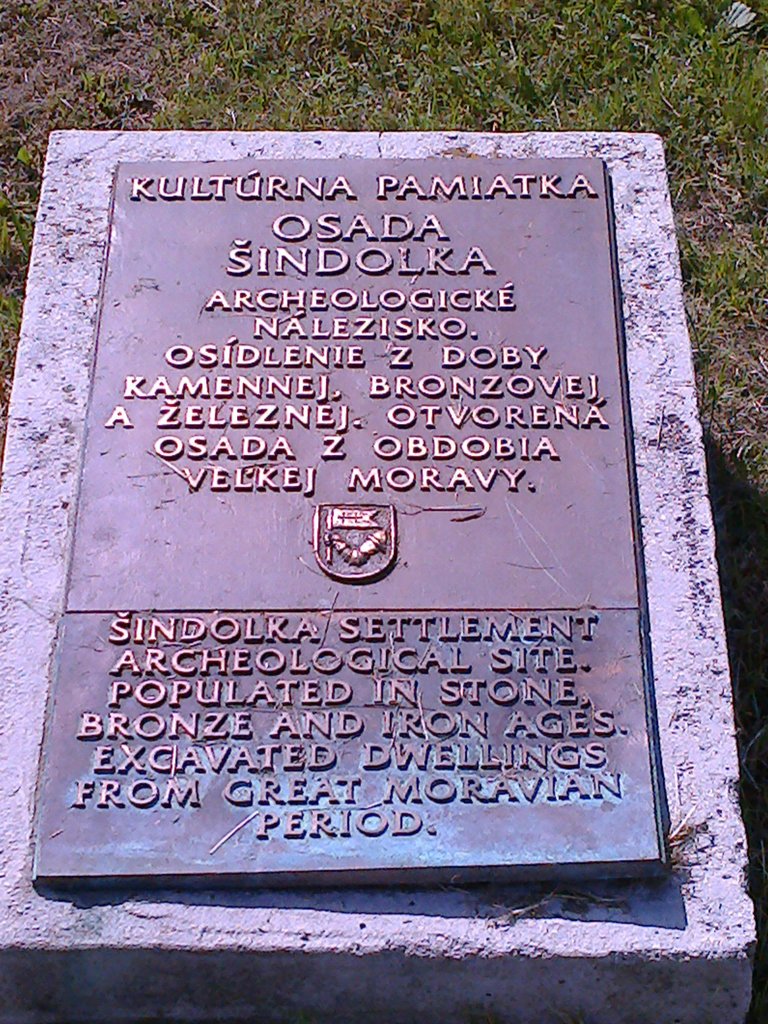 KULTÚRNA PAMIATKA
OSADA
ŠINDOLKA
ARCHEOLOGICKÉ
NÁLEZISKO.
OSÍDLENIE Z DOBY
KAMENNEJ, BRONZOVEJ
A ŽELEZNEJ. OTVORENÁ
OSADA Z OBDOBIA
VEĽKEJ MORAVY.
ŠINDOLKA SETTLEMENT
ARCHEOLOGICAL SITE.
POPULATED IN STONE,
BRONZE AND IRON AGES.
EXCAVATED DWELLINGS
FROM GREAT MORAVIAN
PERIOD.